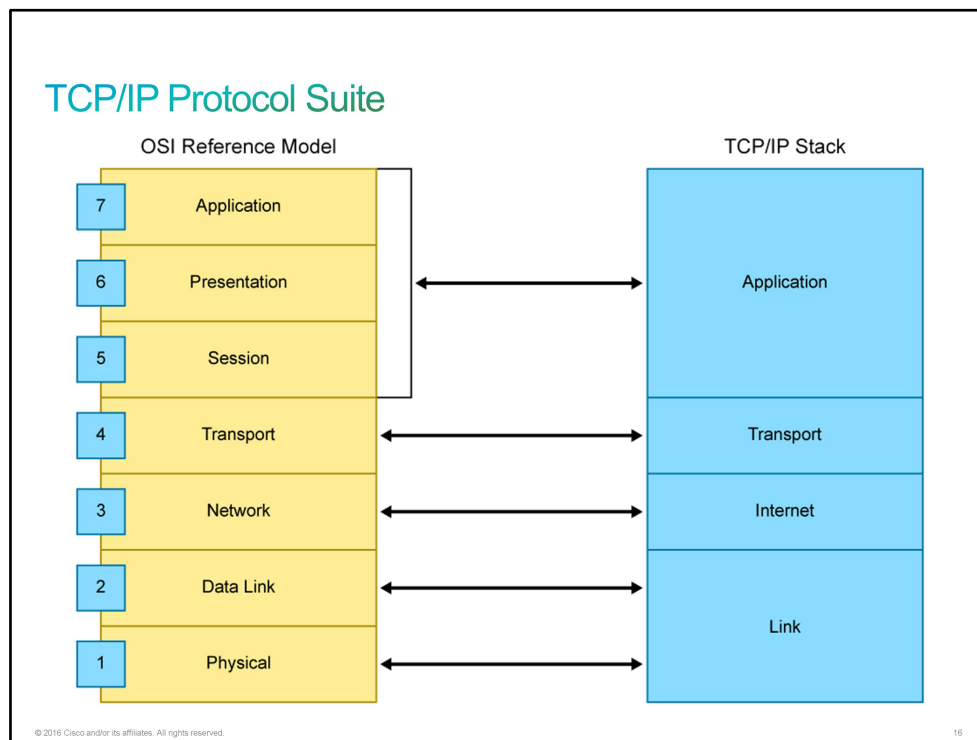 TCP/IP Protocol Suite
OSI Reference Model
TCP/IP Stack
7
Application
6
Presentation
5
Session
4
Transport
3
Network
2
Data Link
1
Physical
Application
Transport
Internet
Link
© 2016 Cisco and/or its affiliates. All rights reserved.
16